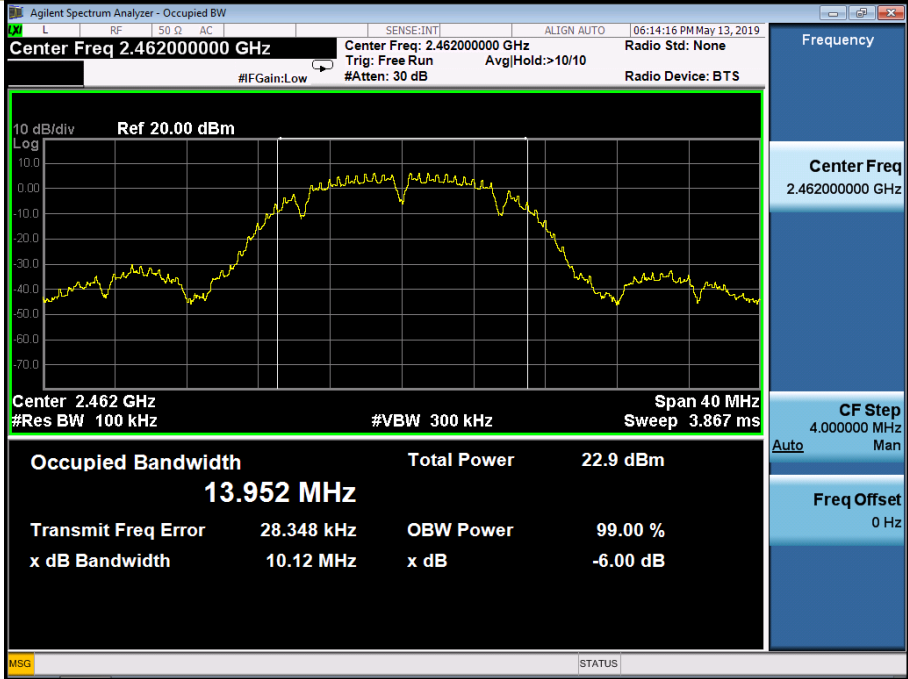 Agilent Spectrum Analyzer - Occupied BW
LXI L RF 50 Ω AC SENSE:INT ALIGN AUTO 06:14:16 PM May 13, 2019
Center Freq 2.462000000 GHz
Center Freq: 2.462000000 GHz Radio Std: None
Trig: Free Run Avg|Hold:>10/10
#IFGain:Low #Atten: 30 dB Radio Device: BTS
10 dB/div Ref 20.00 dBm
Log
10.0
0.00
-10.0
-20.0
-30.0
-40.0
-50.0
-60.0
-70.0
Center 2.462 GHz Span 40 MHz
#Res BW 100 kHz #VBW 300 kHz Sweep 3.867 ms
Occupied Bandwidth Total Power 22.9 dBm
13.952 MHz
Transmit Freq Error 28.348 kHz OBW Power 99.00 %
x dB Bandwidth 10.12 MHz x dB -6.00 dB
MSG STATUS
Frequency
Center Freq
2.462000000 GHz
CF Step
4.000000 MHz
Auto Man
Freq Offset
0 Hz